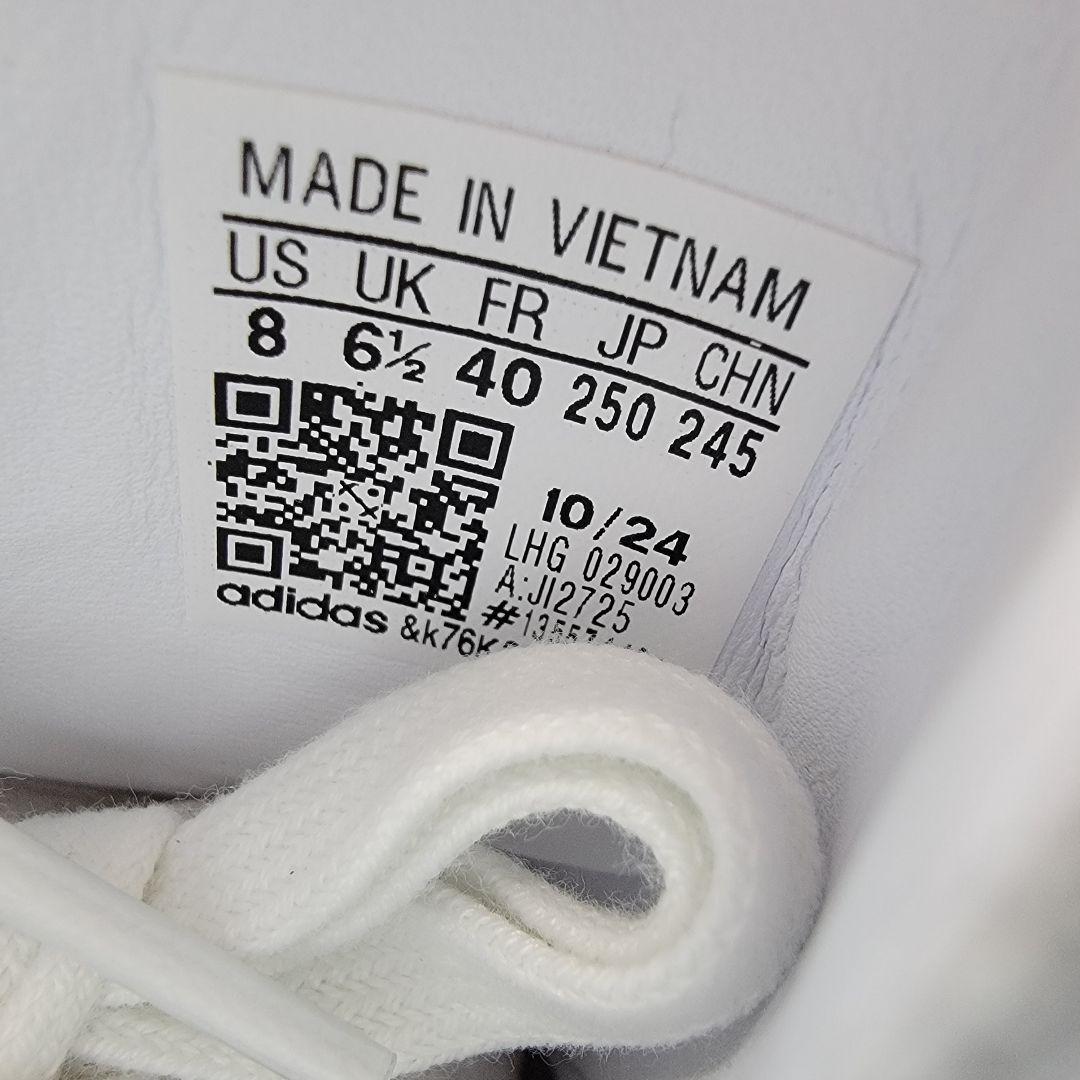 MADE IN VIETNAM
US UK FR JP CHN
8 6½ 40 250 245
10/24
LHG 029003
A:JI2725
adidas